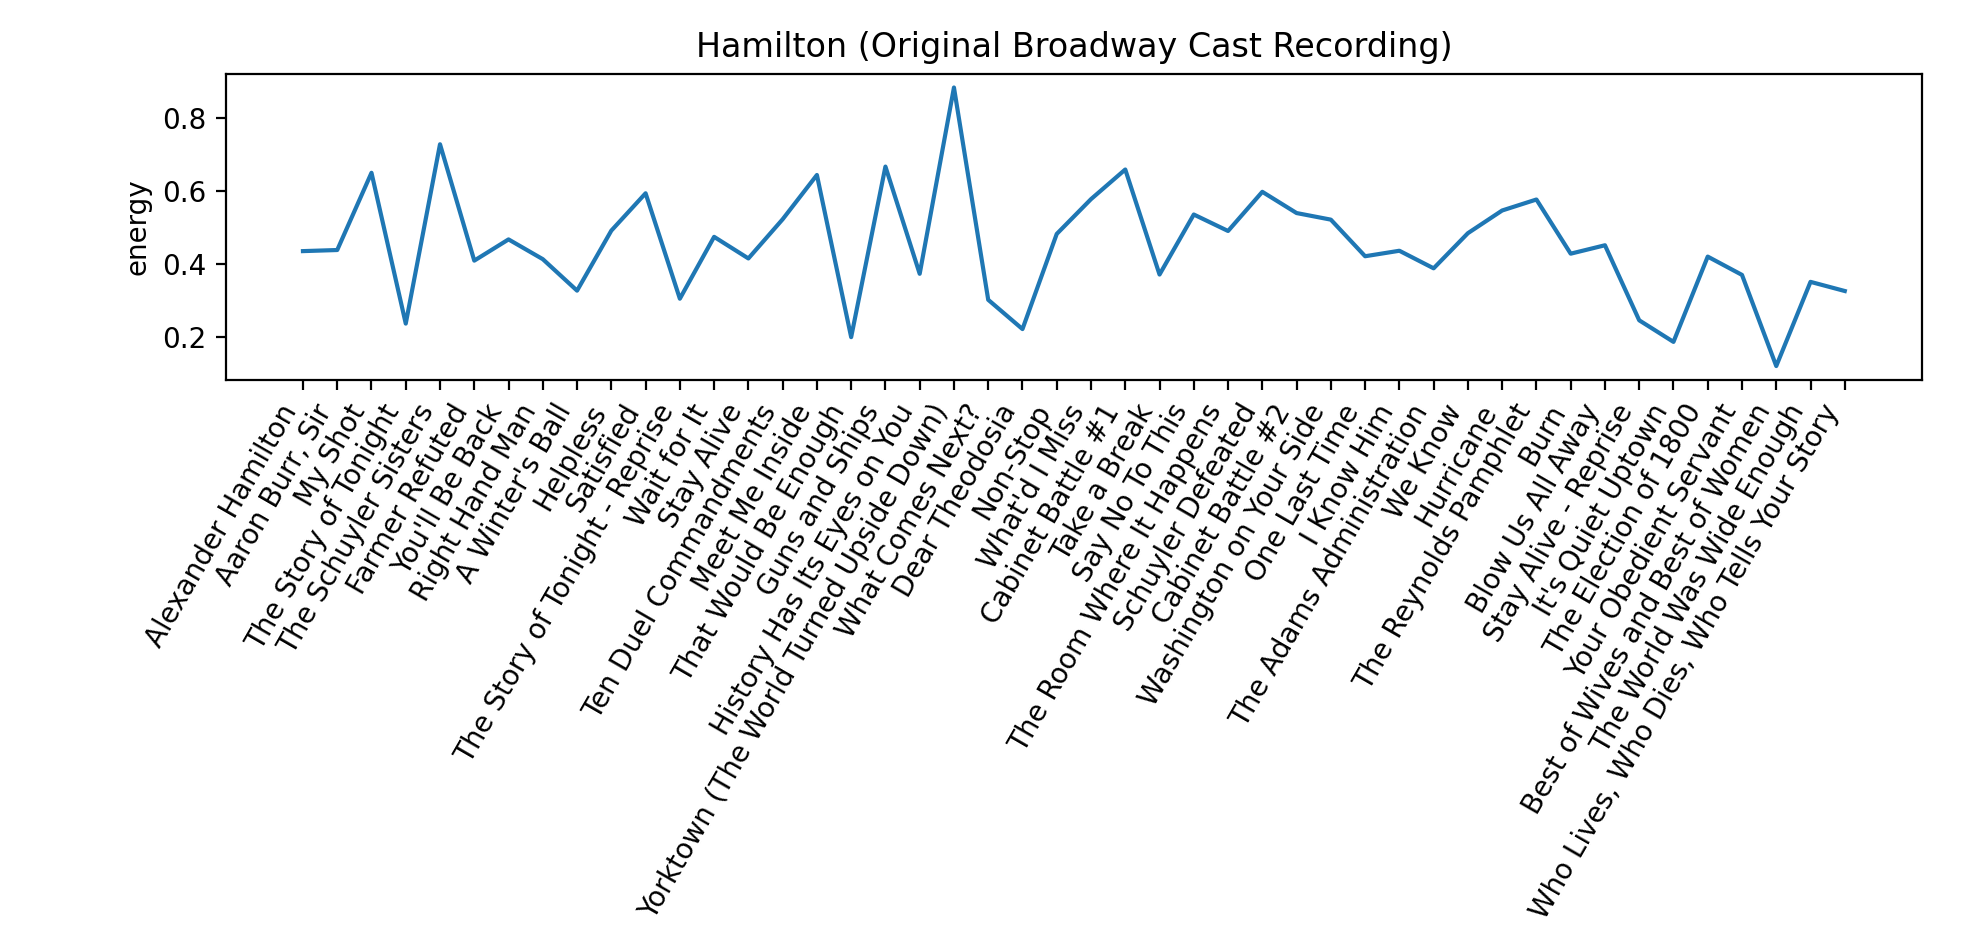 Hamilton (Original Broadway Cast Recording)
energy
0.8
0.6
0.4
0.2
Alexander Hamilton
Aaron Burr, Sir
My Shot
The Story of Tonight
The Schuyler Sisters
Farmer Refuted
You'll Be Back
Right Hand Man
A Winter's Ball
Helpless
Satisfied
The Story of Tonight - Reprise
Wait for It
Stay Alive
Ten Duel Commandments
Meet Me Inside
That Would Be Enough
Guns and Ships
History Has Its Eyes on You
Yorktown (The World Turned Upside Down)
What Comes Next?
Dear Theodosia
Non-Stop
What'd I Miss
Cabinet Battle #1
Take a Break
Say No To This
The Room Where It Happens
Schuyler Defeated
Cabinet Battle #2
Washington on Your Side
One Last Time
I Know Him
The Adams Administration
We Know
Hurricane
The Reynolds Pamphlet
Burn
Blow Us All Away
Stay Alive - Reprise
It's Quiet Uptown
The Election of 1800
Your Obedient Servant
Best of Wives and Best of Women
The World Was Wide Enough
Who Lives, Who Dies, Who Tells Your Story